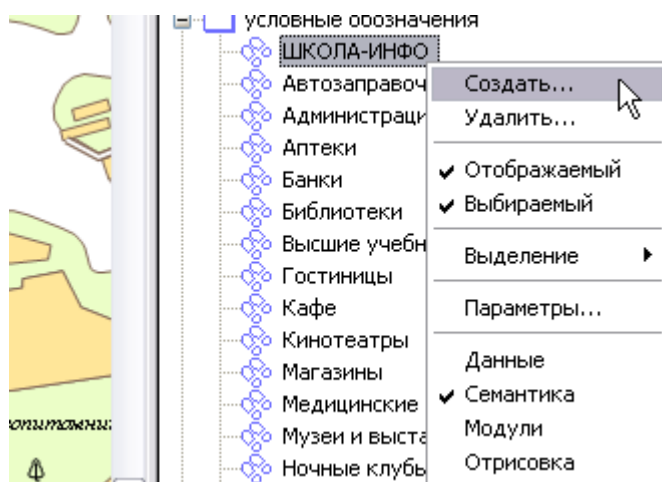 условные обозначения
ШКОЛА-ИНФО
Автозаправоч
Администраци
Аптеки
Банки
Библиотеки
Высшие учебн
Гостиницы
Кафе
Кинотеатры
Магазины
Медицинские
Музеи и выста
Ночные клубы
Создать...
Удалить...
Отображаемый
Выбираемый
Выделение
Параметры...
Данные
Семантика
Модули
Отрисовка